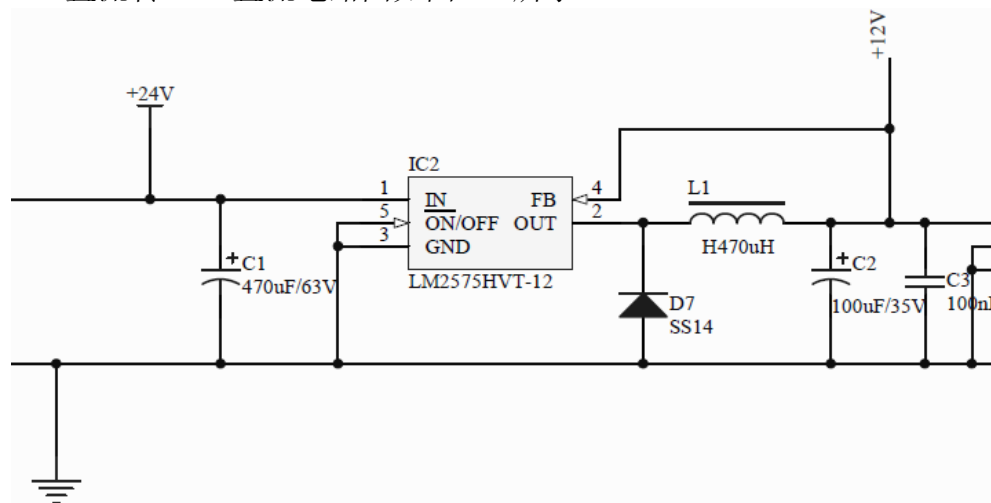 +12V
+24V
IC2
1
IN
FB
4
5
ON/OFF
OUT
2
3
GND
LM2575HVT-12
L1
H470uH
+
C1
470uF/63V
D7
SS14
+
C2
100uF/35V
C3